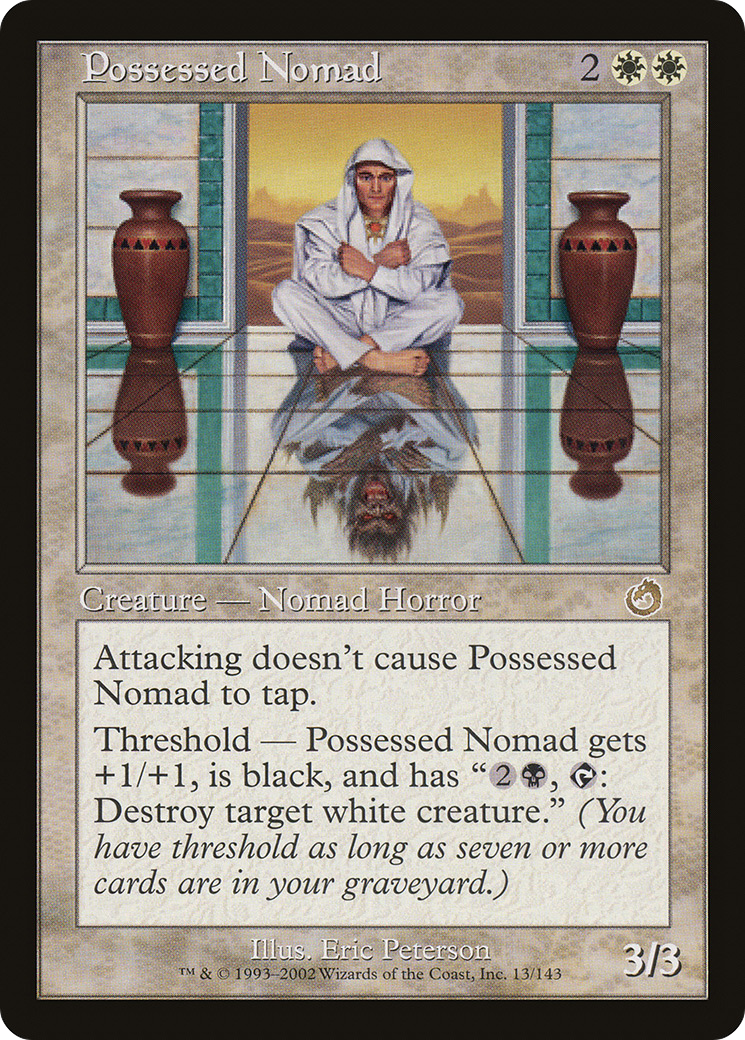 Possessed Nomad 2
Creature — Nomad Horror
Attacking doesn't cause Possessed
Nomad to tap.
Threshold — Possessed Nomad gets
+1/+1, is black, and has “2, :
Destroy target white creature.” (You
have threshold as long as seven or more
cards are in your graveyard.)
Illus. Eric Peterson
™ & © 1993–2002 Wizards of the Coast, Inc. 13/143
3/3